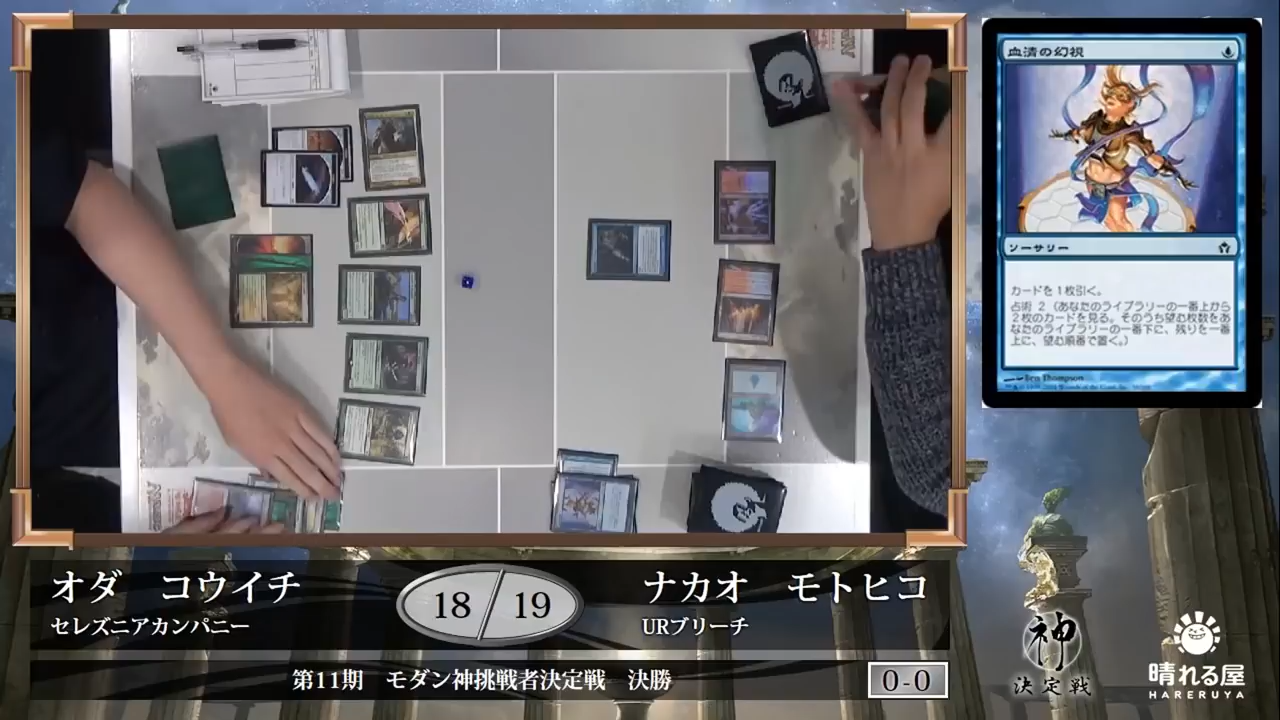 血清の幻視
ソーサリー
カードを1枚引く。
占術 2(あなたのライブラリーの一番上から
2枚のカードを見る。そのうち望む枚数をあ
なたのライブラリーの一番下に、残りを一番
上に、望む順番で置く。)
Ben Thompson
オダ コウイチ
セレズニアカンパニー
18 / 19
ナカオ モトヒコ
URブリーチ
第11期 モダン神挑戦者決定戦 決勝
0-0
神
決定戦
晴れる屋
HARERUYA